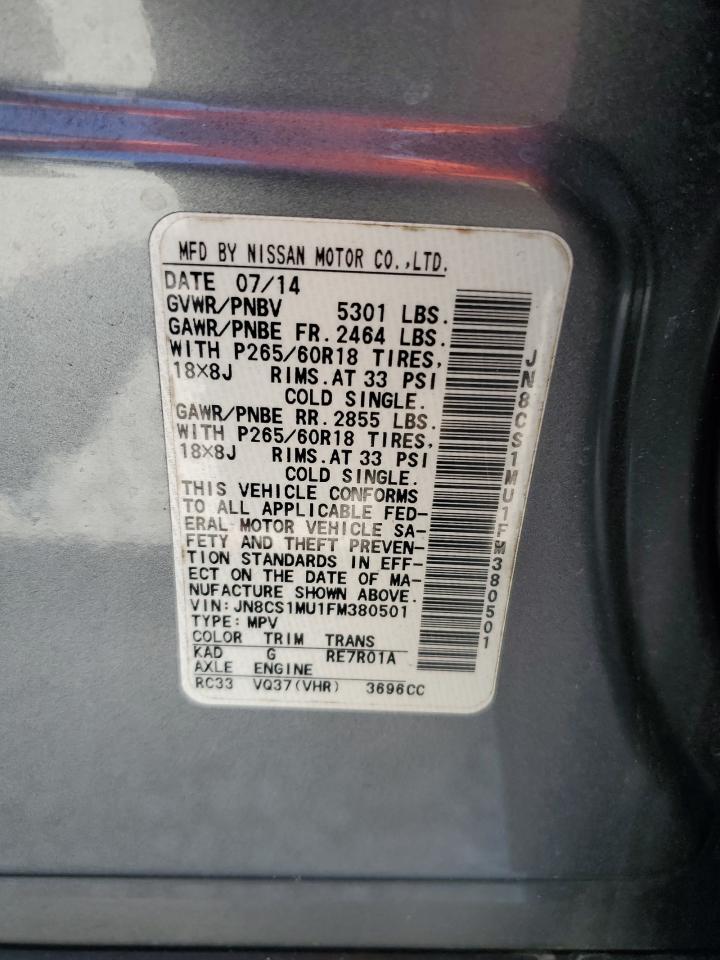 MFD BY NISSAN MOTOR CO.,LTD.
DATE 07/14
GVWR/PNBV 5301 LBS.
GAWR/PNBE FR. 2464 LBS.
WITH P265/60R18 TIRES,
18×8J RIMS. AT 33 PSI
COLD SINGLE.
GAWR/PNBE RR. 2855 LBS.
WITH P265/60R18 TIRES,
18×8J RIMS. AT 33 PSI
COLD SINGLE.
THIS VEHICLE CONFORMS
TO ALL APPLICABLE FED-
ERAL MOTOR VEHICLE SA-
FETY AND THEFT PREVEN-
TION STANDARDS IN EFF-
ECT ON THE DATE OF MA-
NUFACTURE SHOWN ABOVE.
VIN:JN8CS1MU1FM380501
TYPE:MPV
COLOR TRIM TRANS
KAD G RE7R01A
AXLE ENGINE
RC33 VQ37(VHR) 3696CC
JN8CS1MU1FM380501